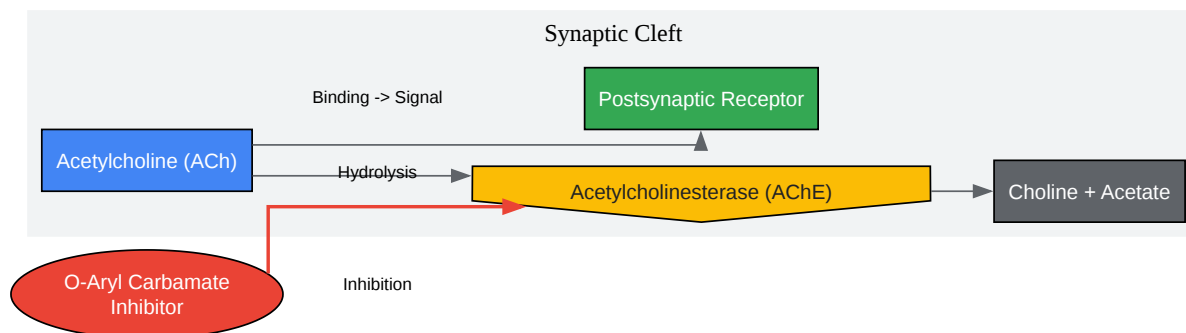 Synaptic Cleft
Postsynaptic Receptor
Binding -> Signal
Acetylcholine (ACh)
Hydrolysis
Acetylcholinesterase (AChE)
Choline + Acetate
O-Aryl Carbamate
Inhibitor
Inhibition